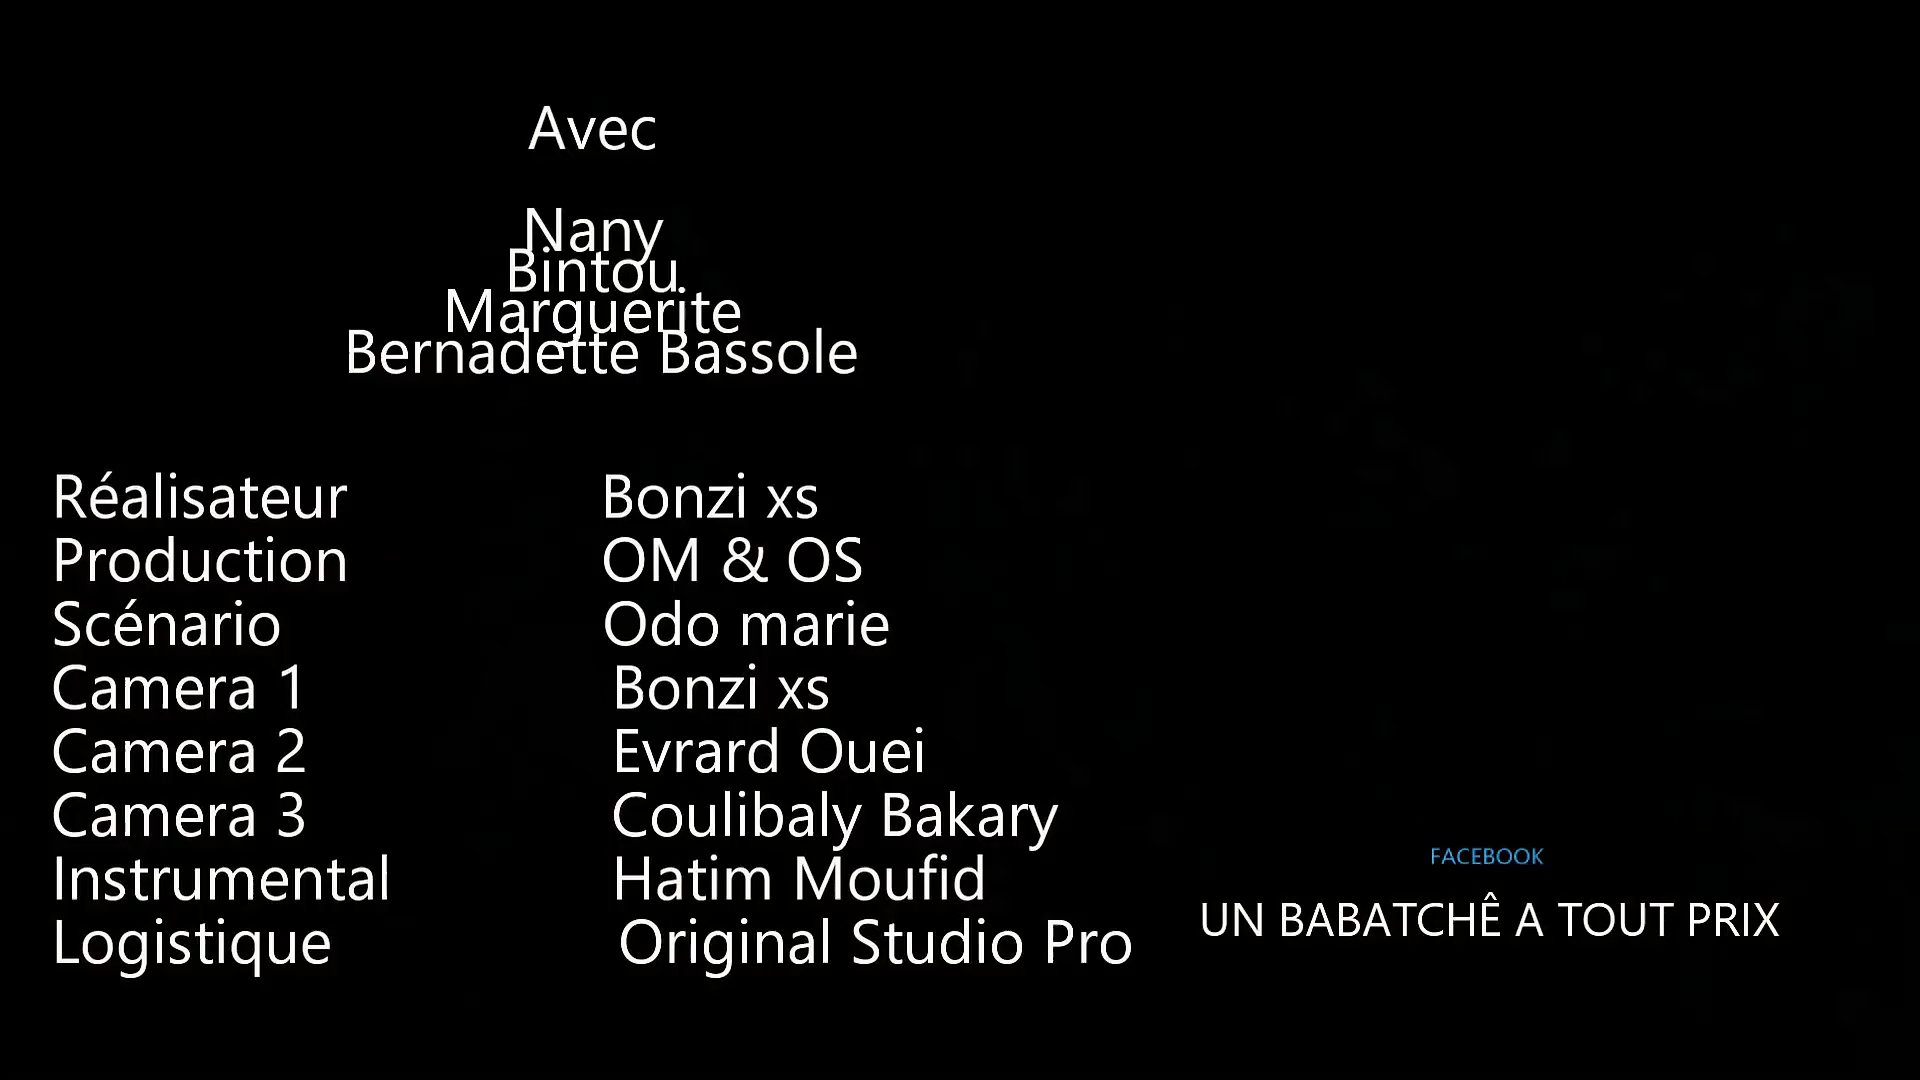 Avec
Nany
Bintou
Marguerite
Bernadette Bassole
Réalisateur Bonzi xs
Production OM & OS
Scénario Odo marie
Camera 1 Bonzi xs
Camera 2 Evrard Ouei
Camera 3 Coulibaly Bakary
Instrumental Hatim Moufid
Logistique Original Studio Pro
FACEBOOK
UN BABATCHÊ A TOUT PRIX